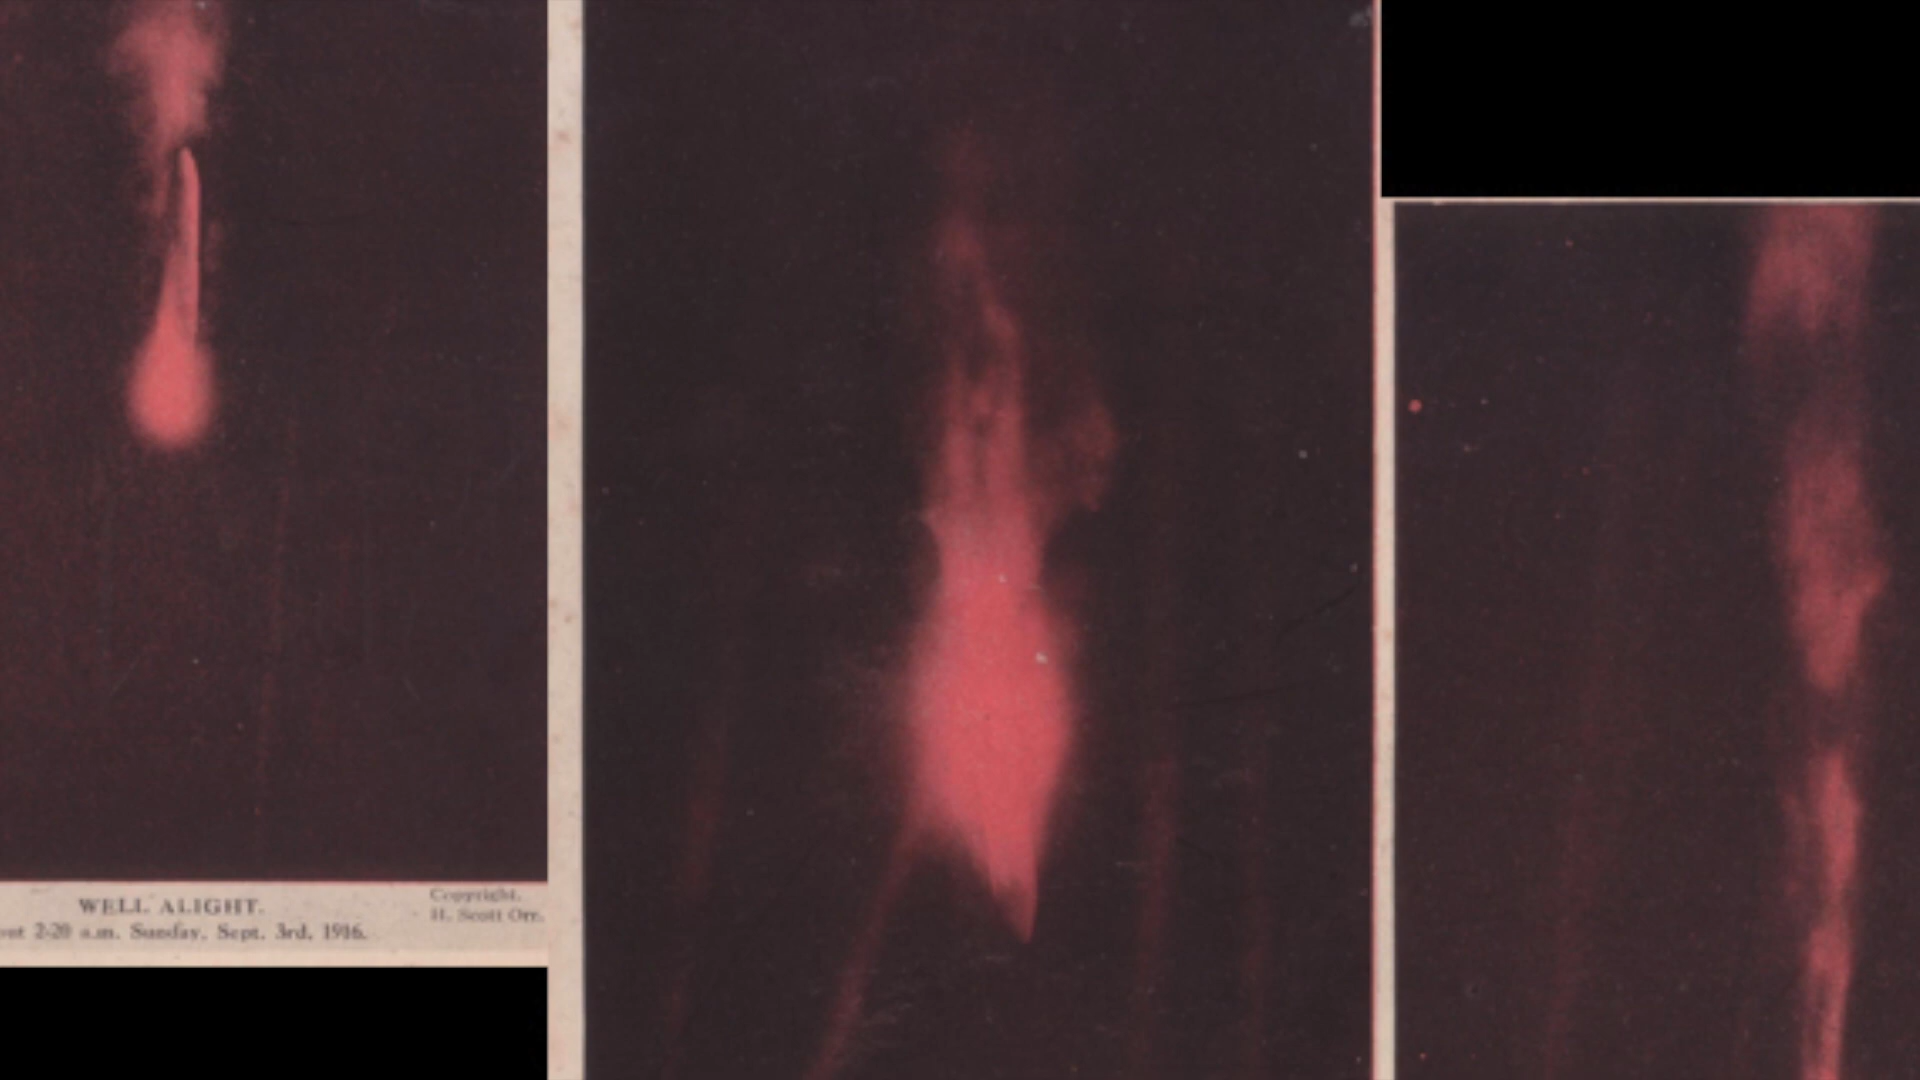 WELL ALIGHT.
2-20 a.m. Sunday, Sept. 3rd, 1916.
Copyright.
H. Scott Orr.